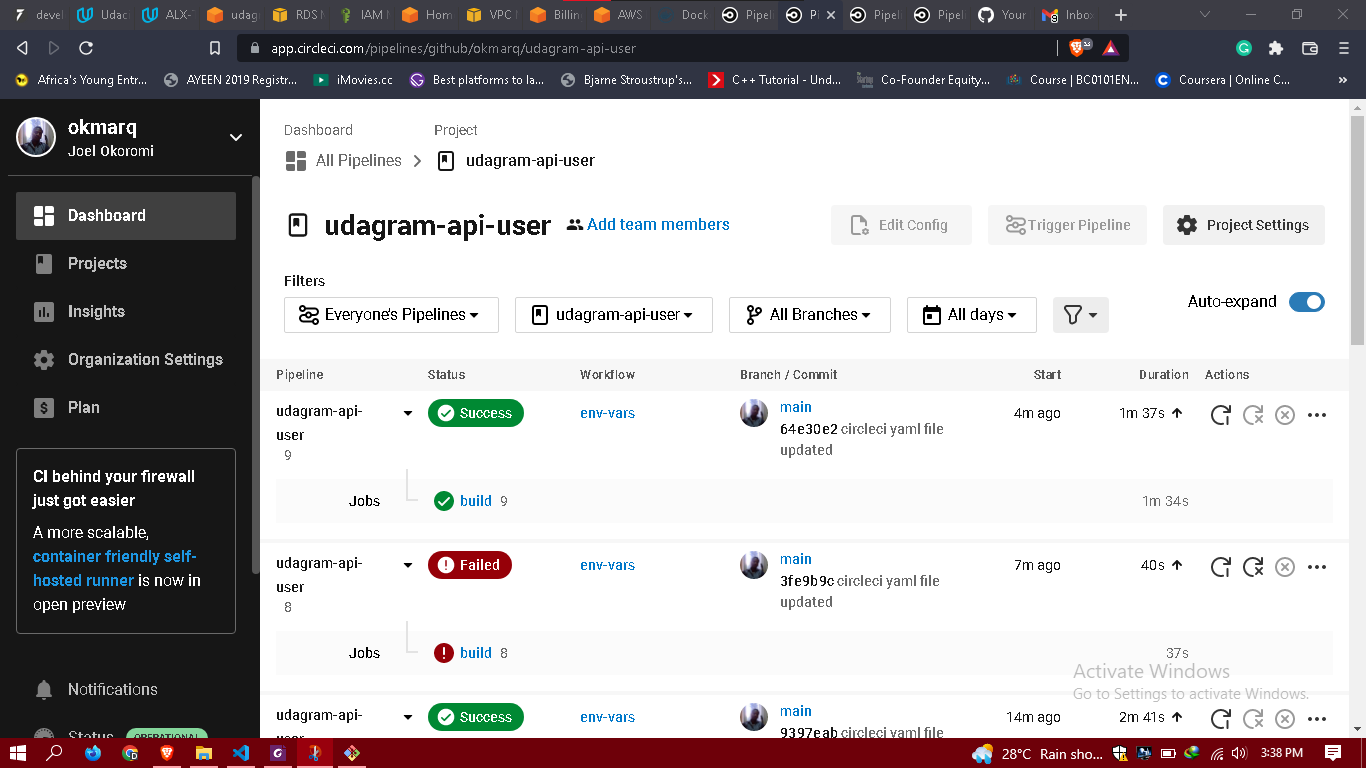 devel
Udac
ALX-
udag
RDS M
IAM M
Hom
VPC M
Billin
AWS
Dock
Pipel
Pi
Pipel
Pipel
Your
Inbo
app.circleci.com/pipelines/github/okmarq/udagram-api-user
Africa's Young Entr...
AYEEN 2019 Registr...
iMovies.cc
Best platforms to la...
Bjarne Stroustrup's...
C++ Tutorial - Und...
Co-Founder Equity...
Course | BC0101EN...
Coursera | Online C...
»
okmarq
Joel Okoromi
Dashboard
Projects
Insights
Organization Settings
Plan
CI behind your firewall
just got easier
A more scalable,
container friendly self-
hosted runner is now in
open preview
Notifications
Status OPERATIONAL
Dashboard Project
All Pipelines udagram-api-user
udagram-api-user Add team members
Edit Config
Trigger Pipeline
Project Settings
Filters
Everyone's Pipelines
udagram-api-user
All Branches
All days
Auto-expand
Pipeline Status Workflow Branch / Commit Start Duration Actions
udagram-api-
user
9
Success
env-vars
main
64e30e2 circleci yaml file
updated
4m ago
1m 37s
Jobs build 9 1m 34s
udagram-api-
user
8
Failed
env-vars
main
3fe9b9c circleci yaml file
updated
7m ago
40s
Jobs build 8 37s
udagram-api-
user
Success
env-vars
main
9397eab circleci yaml file
14m ago
2m 41s
Activate Windows
Go to Settings to activate Windows.
28°C Rain sho...
3:38 PM